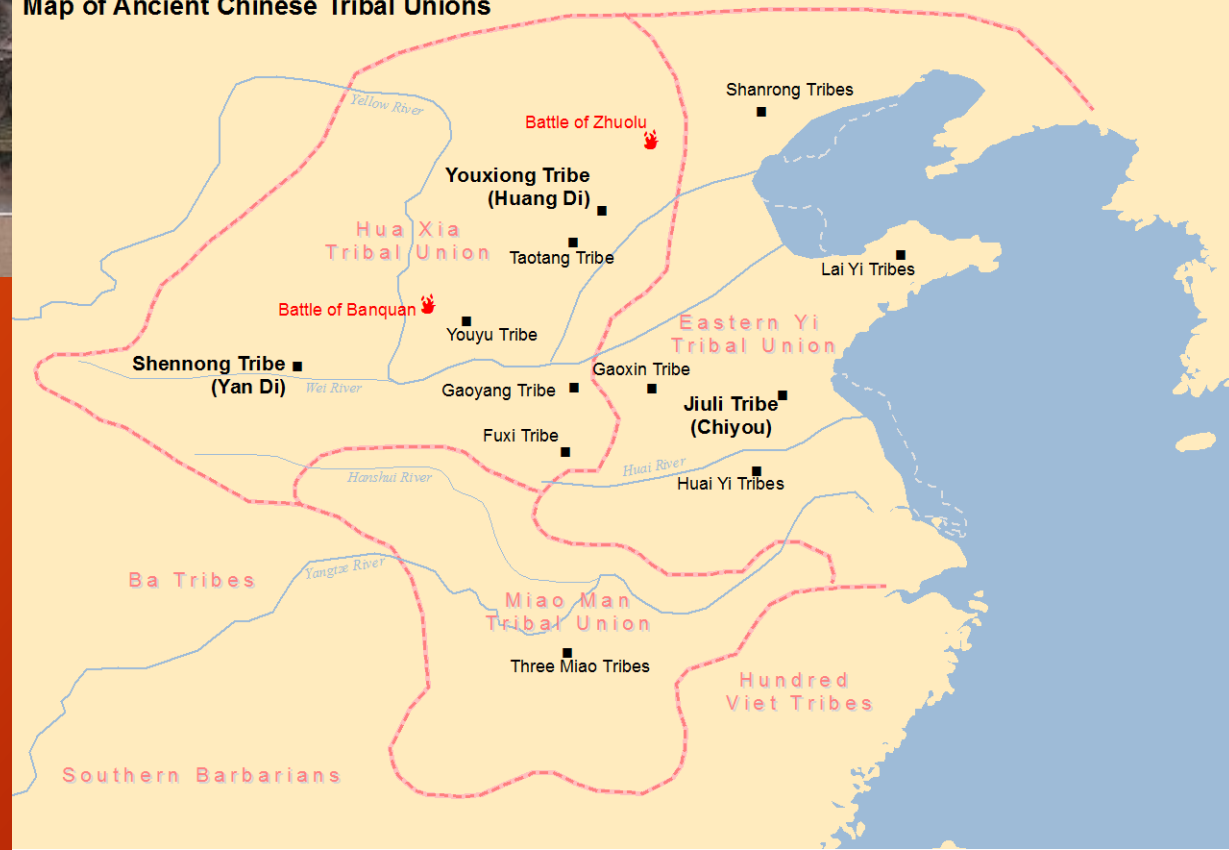 Map of Ancient Chinese Tribal Unions
Shanrong Tribes
Yellow River
Battle of Zhuolu
Youxiong Tribe
(Huang Di)
Hua Xia
Tribal Union
Taotang Tribe
Lai Yi Tribes
Battle of Banquan
Youyu Tribe
Eastern Yi
Tribal Union
Shennong Tribe
(Yan Di)
Wei River
Gaoxin Tribe
Gaoyang Tribe
Jiuli Tribe
(Chiyou)
Fuxi Tribe
Huai River
Hanshui River
Huai Yi Tribes
Ba Tribes
Yangtze River
Miao Man
Tribal Union
Three Miao Tribes
Hundred
Viet Tribes
Southern Barbarians